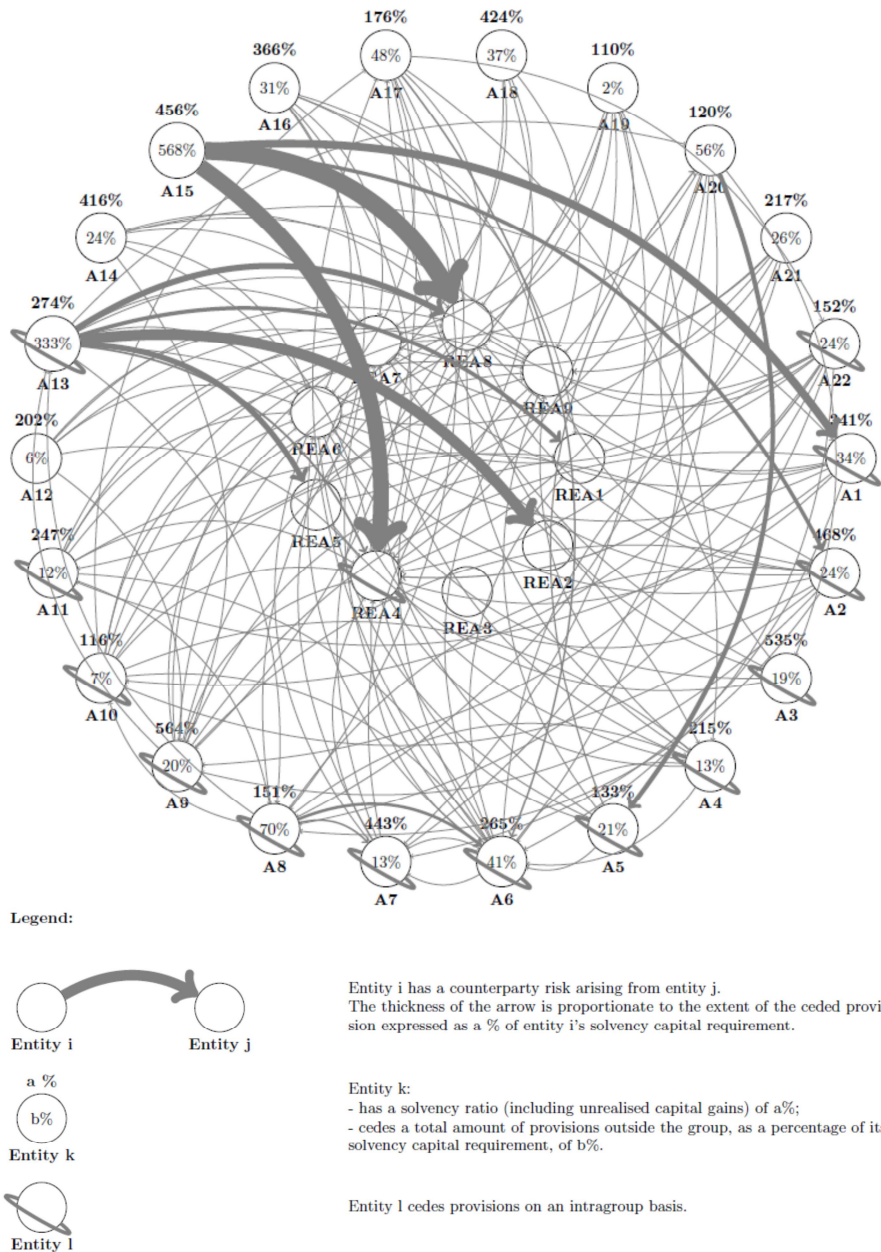 176%
424%
48%
37%
A17
A18
366%
110%
31%
2%
A16
A19
456%
120%
568%
56%
A15
A20
416%
217%
24%
26%
A14
A21
274%
152%
333%
24%
A13
A22
REA8
REA9
202%
341%
6%
34%
A12
A1
REA6
REA1
247%
468%
12%
24%
A11
A2
REA5
REA2
REA4
REA3
116%
535%
7%
19%
A10
A3
564%
215%
20%
13%
A9
A4
151%
133%
70%
21%
A8
A5
443%
265%
13%
41%
A7
A6
Legend:
Entity i
Entity j
Entity i has a counterparty risk arising from entity j.
The thickness of the arrow is proportionate to the extent of the ceded provi-
sion expressed as a % of entity i's solvency capital requirement.
a %
b%
Entity k
Entity k:
- has a solvency ratio (including unrealised capital gains) of a%;
- cedes a total amount of provisions outside the group, as a percentage of it
solvency capital requirement, of b%.
Entity l
Entity l cedes provisions on an intragroup basis.